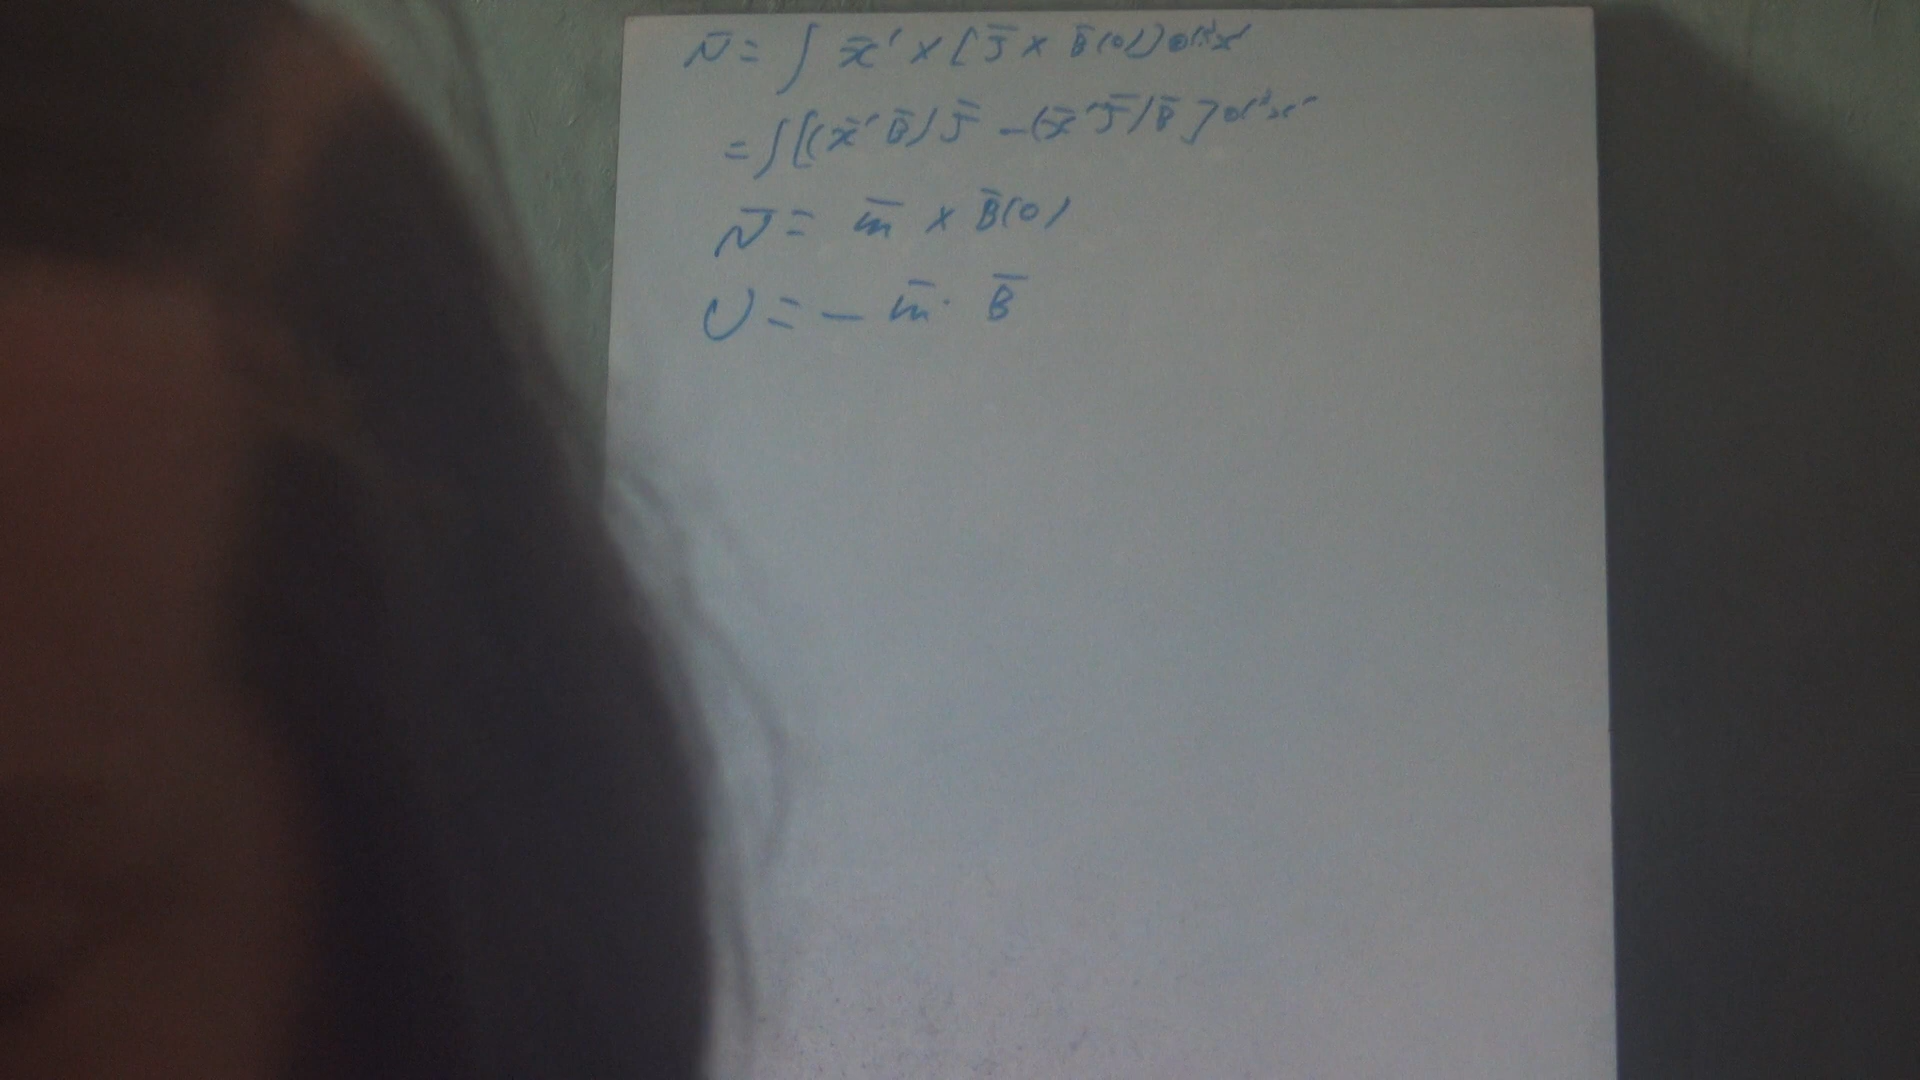 N̄ = ∫ x̄' × [J̄ × B̄(0)] d³x'
= ∫[(x̄' B̄) J̄ - (x̄' J̄) B̄] d³x'
N̄ = m̄ × B̄(0)
U = - m̄ · B̄